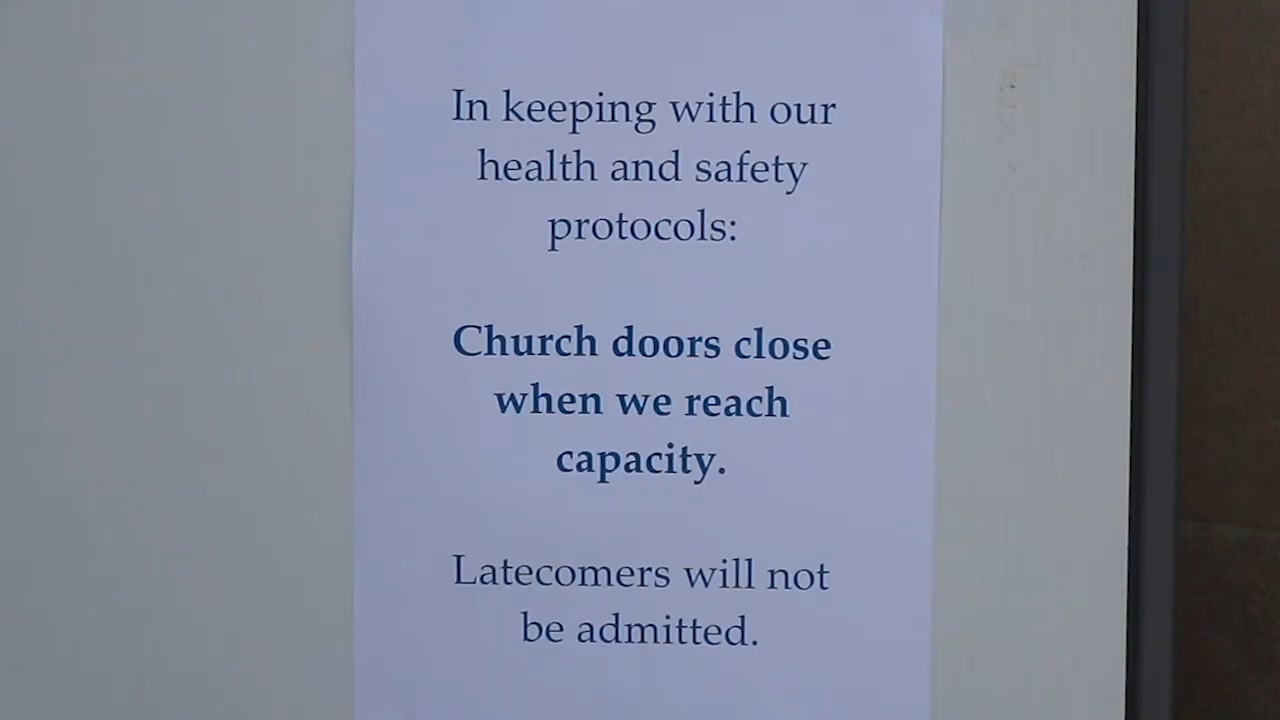 In keeping with our
health and safety
protocols:
Church doors close
when we reach
capacity.
Latecomers will not
be admitted.